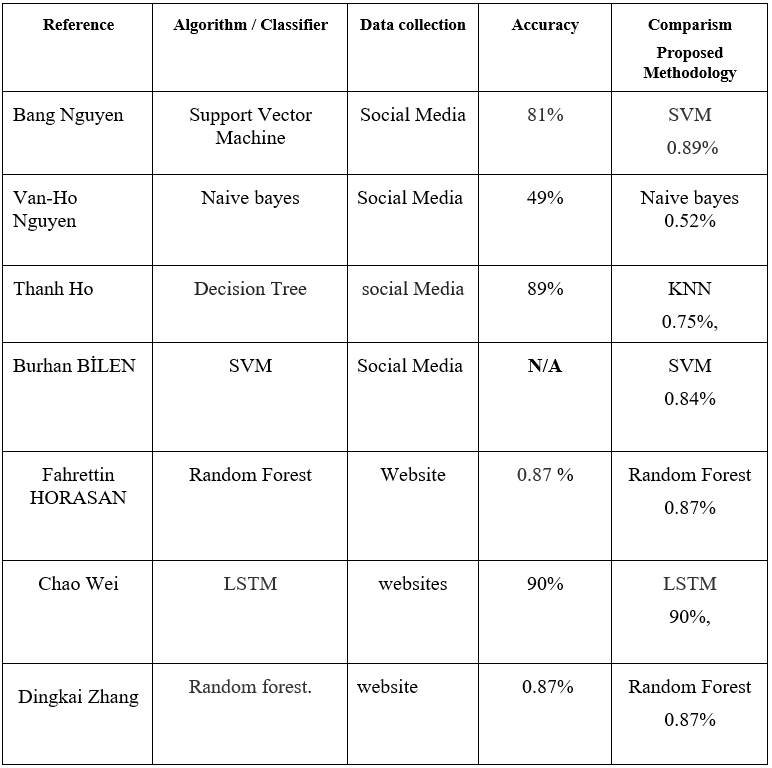 Reference
Algorithm / Classifier
Data collection
Accuracy
Comparism
Proposed
Methodology
Bang Nguyen
Support Vector
Machine
Social Media
81%
SVM
0.89%
Van-Ho
Nguyen
Naive bayes
Social Media
49%
Naive bayes
0.52%
Thanh Ho
Decision Tree
social Media
89%
KNN
0.75%,
Burhan BİLEN
SVM
Social Media
N/A
SVM
0.84%
Fahrettin
HORASAN
Random Forest
Website
0.87 %
Random Forest
0.87%
Chao Wei
LSTM
websites
90%
LSTM
90%,
Dingkai Zhang
Random forest.
website
0.87%
Random Forest
0.87%